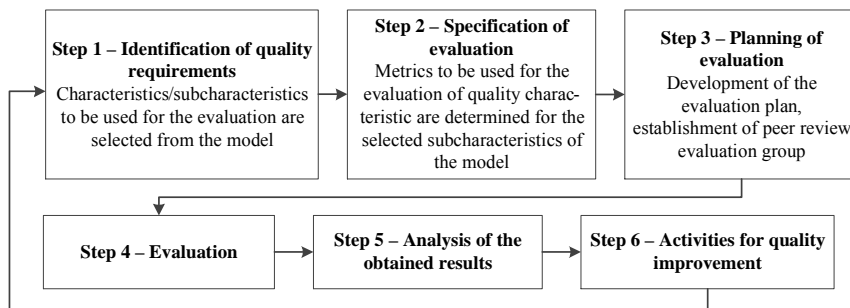 Step 1 – Identification of quality
requirements
Characteristics/subcharacteristics
to be used for the evaluation are
selected from the model
Step 2 – Specification of
evaluation
Metrics to be used for the
evaluation of quality charac-
teristic are determined for the
selected subcharacteristics of
the model
Step 3 – Planning of
evaluation
Development of the
evaluation plan,
establishment of peer review
evaluation group
Step 4 – Evaluation
Step 5 – Analysis of the
obtained results
Step 6 – Activities for quality
improvement